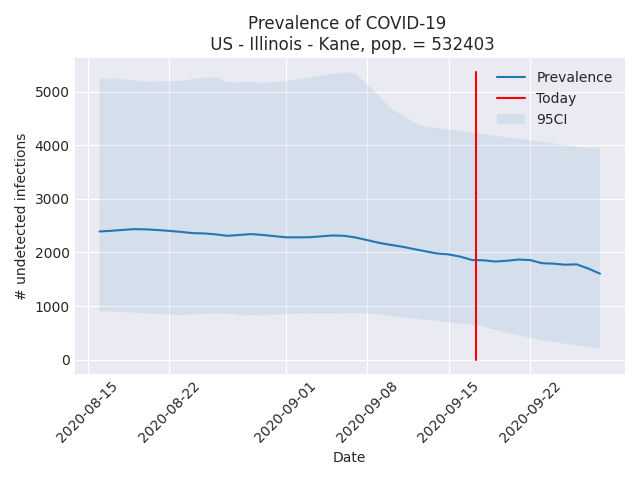 Prevalence of COVID-19
US - Illinois - Kane, pop. = 532403
Prevalence
Today
95CI
5000
4000
3000
2000
1000
0
# undetected infections
2020-08-15
2020-08-22
2020-09-01
2020-09-08
2020-09-15
2020-09-22
Date